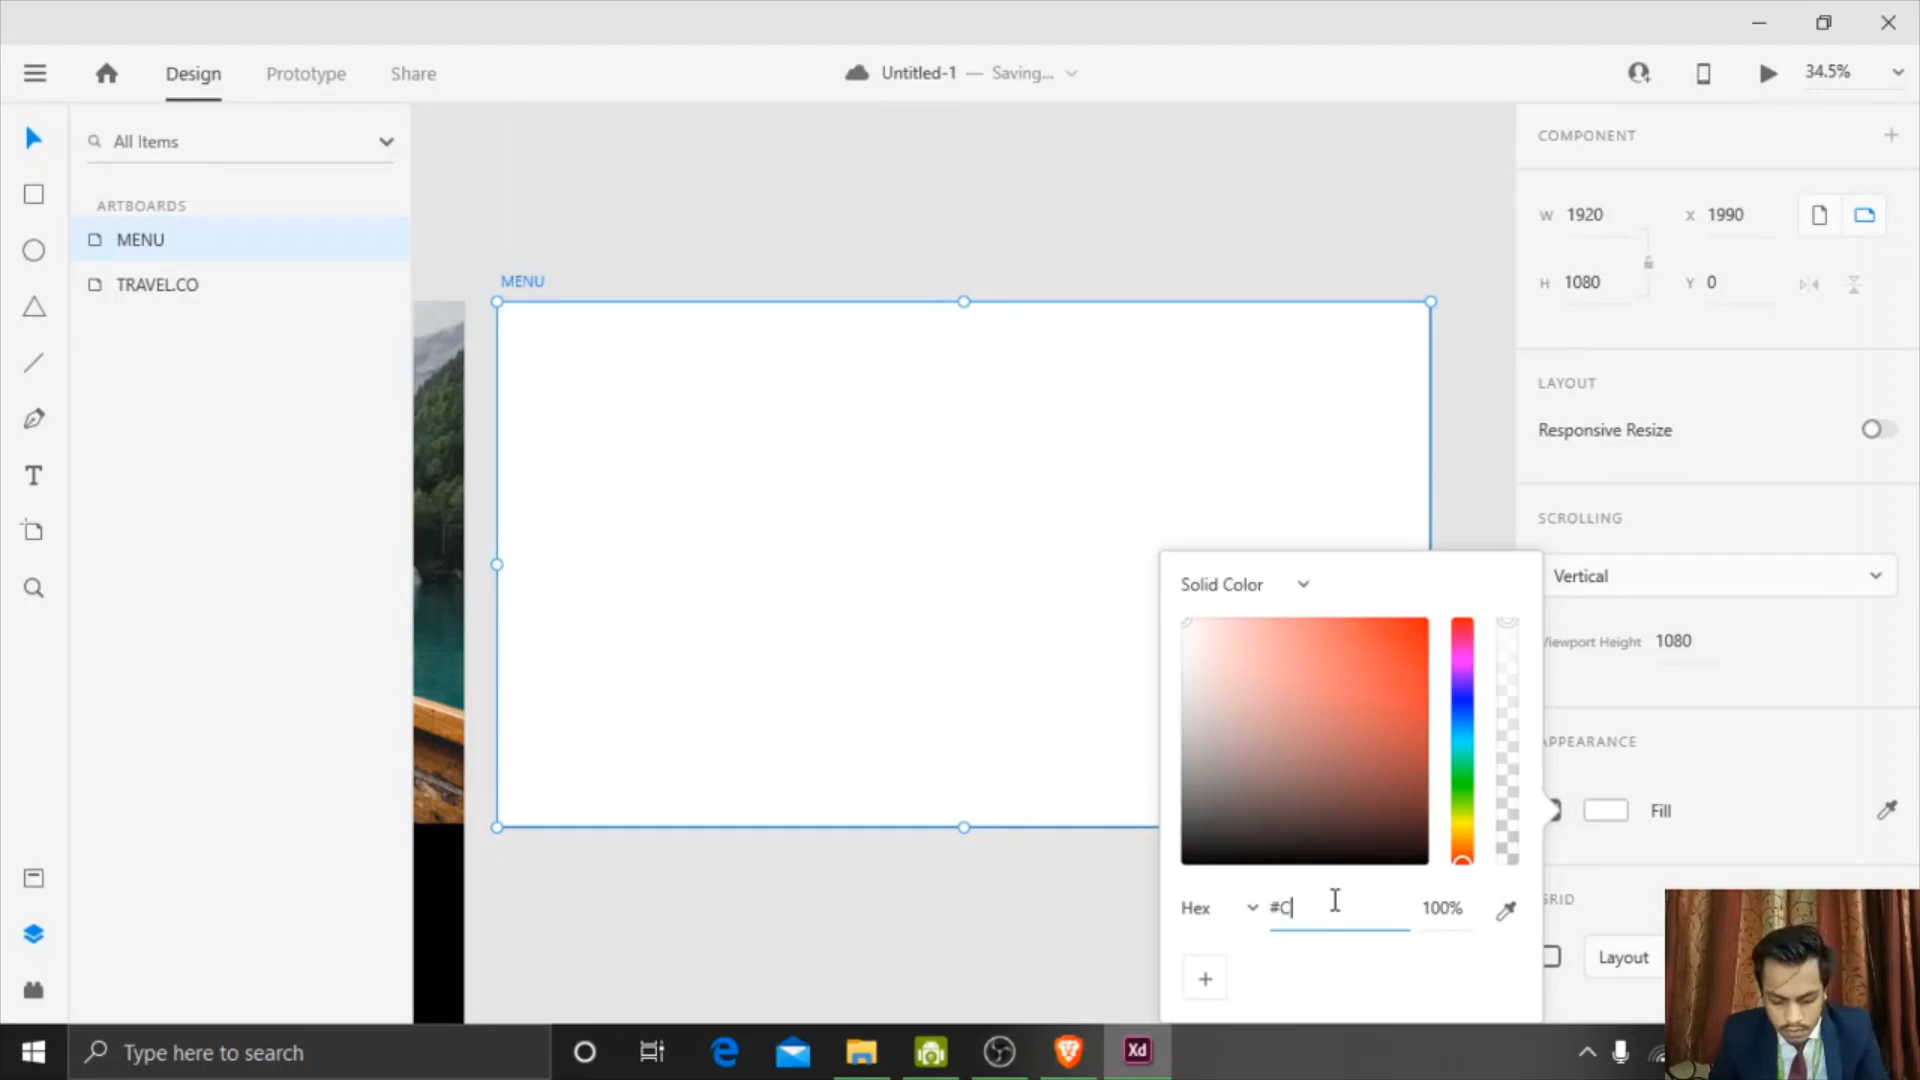 Design
Prototype
Share
Untitled-1 — Saving...
34.5%
All Items
ARTBOARDS
MENU
TRAVEL.CO
MENU
COMPONENT
W 1920
X 1990
H 1080
Y 0
LAYOUT
Responsive Resize
SCROLLING
Vertical
Viewport Height 1080
APPEARANCE
Fill
GRID
Layout
Solid Color
Hex
#C
100%
+
Type here to search
Xd